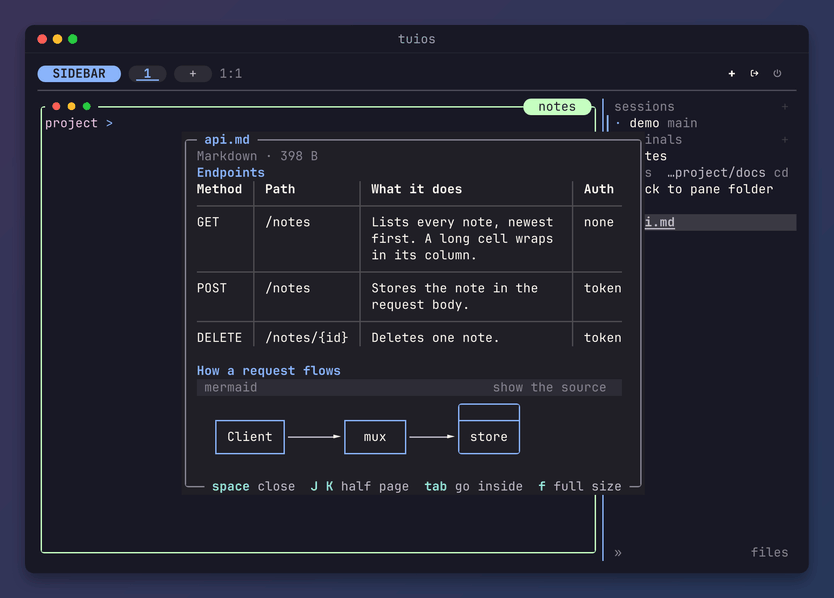 tuios
SIDEBAR 1 + 1:1
notes
project >
sessions +
· demo main
inals +
tes
s …project/docs cd
ck to pane folder
i.md
api.md
Markdown · 398 B
Endpoints
Method Path What it does Auth
GET /notes Lists every note, newest none
first. A long cell wraps
in its column.
POST /notes Stores the note in the token
request body.
DELETE /notes/{id} Deletes one note. token
How a request flows
mermaid show the source
Client mux store
space close J K half page tab go inside f full size
» files